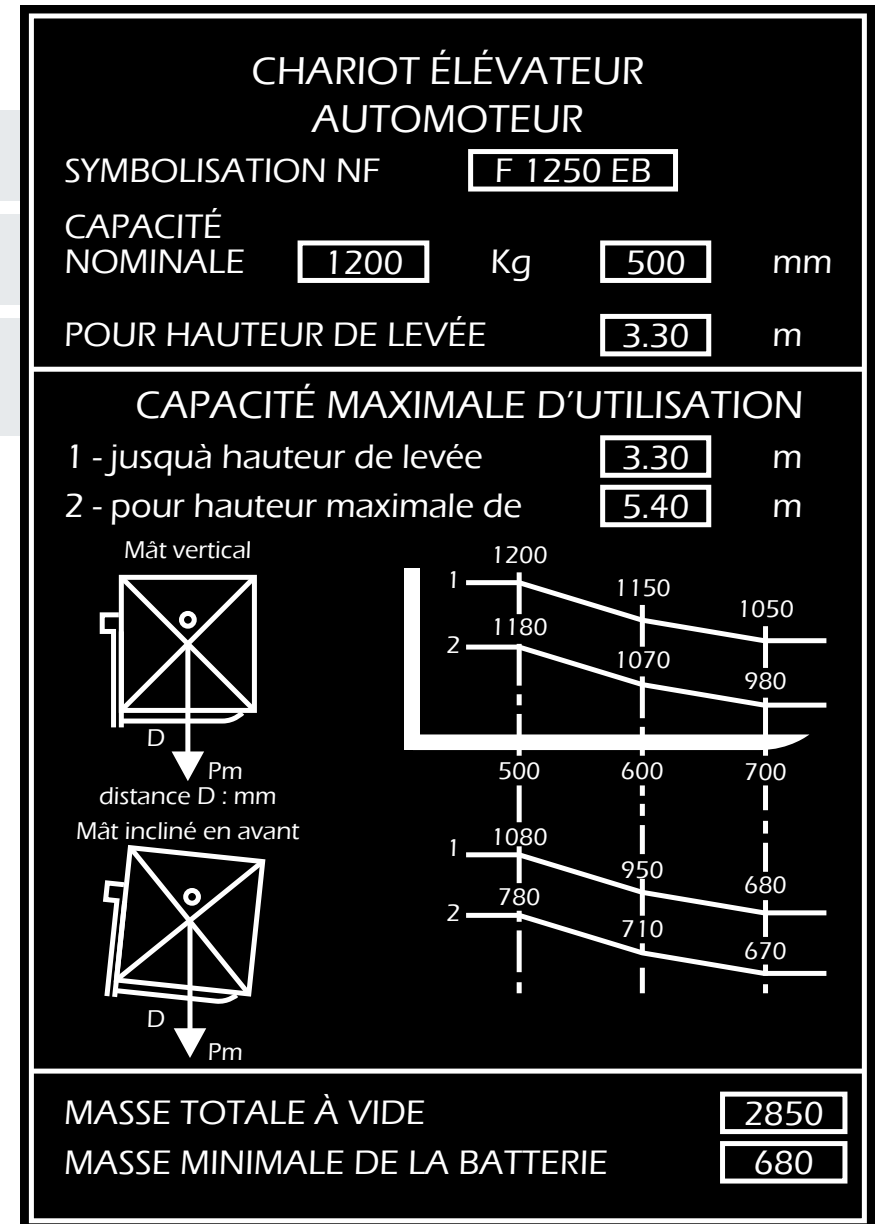 CHARIOT ÉLÉVATEUR
AUTOMOTEUR
SYMBOLISATION NF F 1250 EB
CAPACITÉ
NOMINALE 1200 Kg 500 mm
POUR HAUTEUR DE LEVÉE 3.30 m
CAPACITÉ MAXIMALE D'UTILISATION
1 - jusquà hauteur de levée 3.30 m
2 - pour hauteur maximale de 5.40 m
Mât vertical
D
Pm
distance D : mm
1200
1 1150 1050
1180
2 1070 980
500 600 700
Mât incliné en avant
D
Pm
1080
1 950 680
780
2 710 670
MASSE TOTALE À VIDE 2850
MASSE MINIMALE DE LA BATTERIE 680